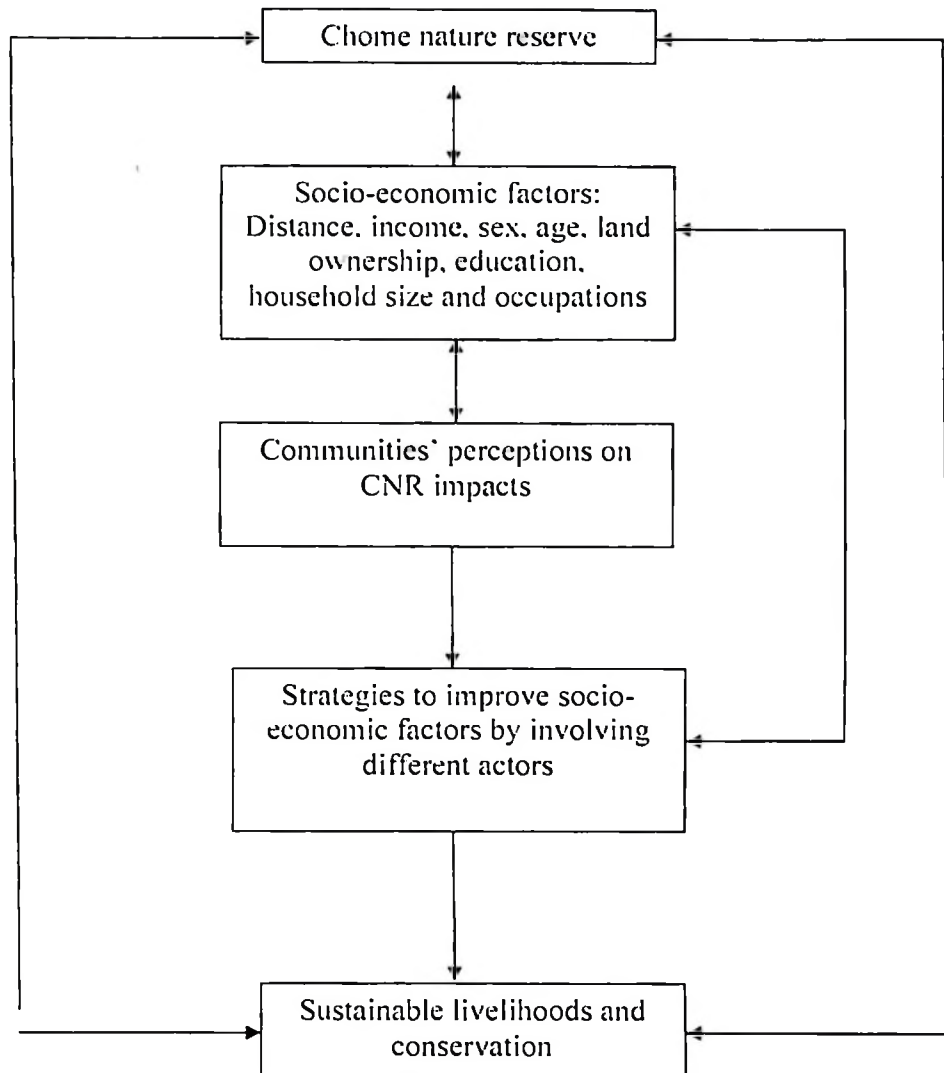 Chome nature reserve
Socio-economic factors:
Distance, income, sex, age, land
ownership, education,
household size and occupations
Communities' perceptions on
CNR impacts
Strategies to improve socio-
economic factors by involving
different actors
Sustainable livelihoods and
conservation